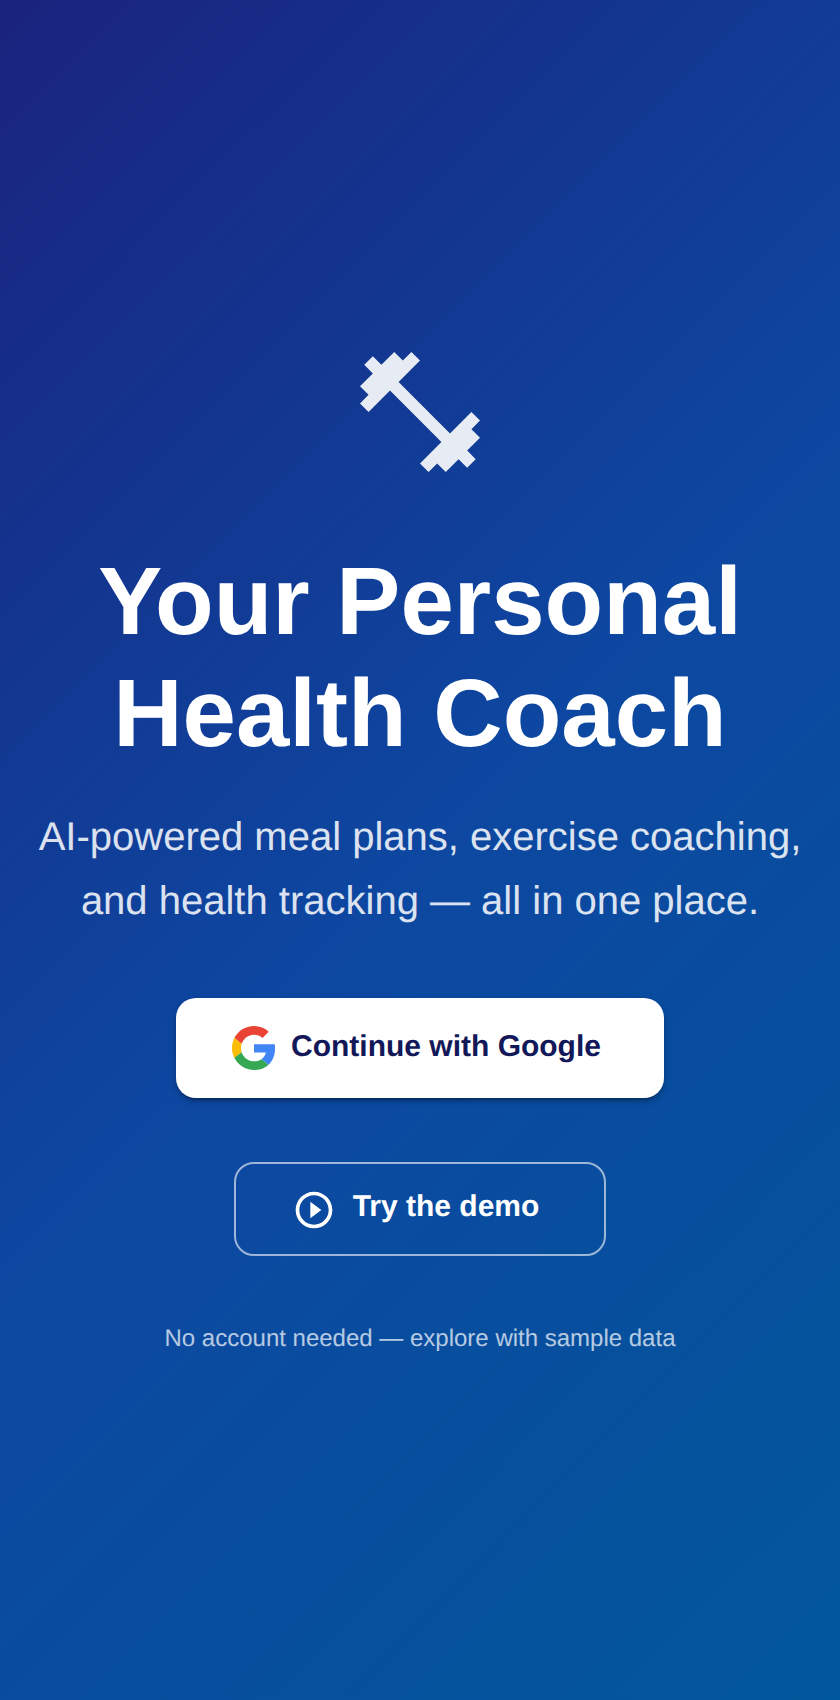 Your Personal
Health Coach
AI-powered meal plans, exercise coaching,
and health tracking — all in one place.
Continue with Google
Try the demo
No account needed — explore with sample data